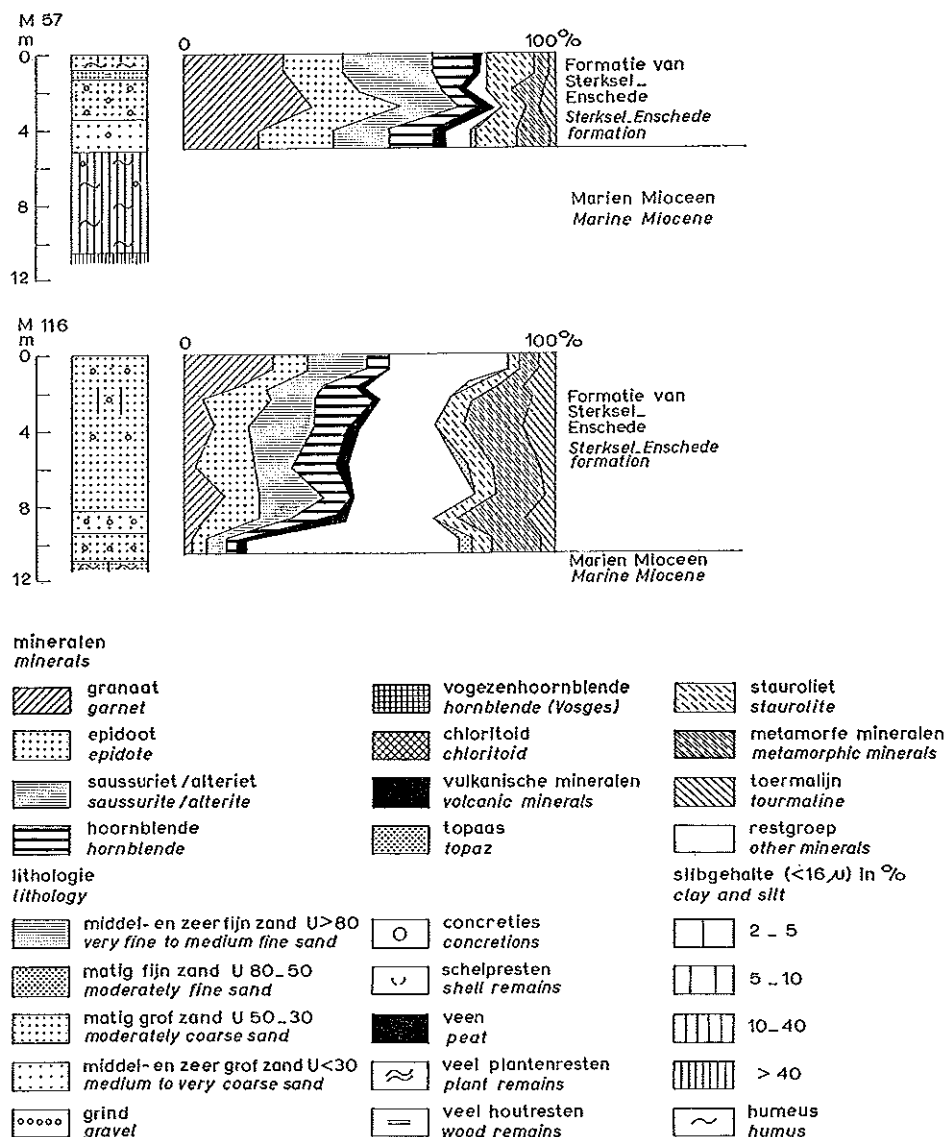 M 57
m
0
4
8
12
0
100%
Formatie van
Sterksel_
Enschede
Sterksel_Enschede
formation
Marien Mioceen
Marine Miocene
M 116
m
0
4
8
12
0
100%
Formatie van
Sterksel_
Enschede
Sterksel_Enschede
formation
Marien Mioceen
Marine Miocene
mineralen
minerals
granaat
garnet
epidoot
epidote
saussuriet/alteriet
saussurite/alterite
hoornblende
hornblende
vogezenhoornblende
hornblende (Vosges)
chloritoid
chloritoid
vulkanische mineralen
volcanic minerals
topaas
topaz
stauroliet
staurolite
metamorfe mineralen
metamorphic minerals
toermalijn
tourmaline
restgroep
other minerals
lithologie
lithology
middel- en zeer fijn zand U>80
very fine to medium fine sand
matig fijn zand U 80_50
moderately fine sand
matig grof zand U 50_30
moderately coarse sand
middel- en zeer grof zand U<30
medium to very coarse sand
grind
gravel
concreties
concretions
schelpresten
shell remains
veen
peat
veel plantenresten
plant remains
veel houtresten
wood remains
slibgehalte (<16 μ) in %
clay and silt
2 _ 5
5 _ 10
10_40
> 40
humeus
humus